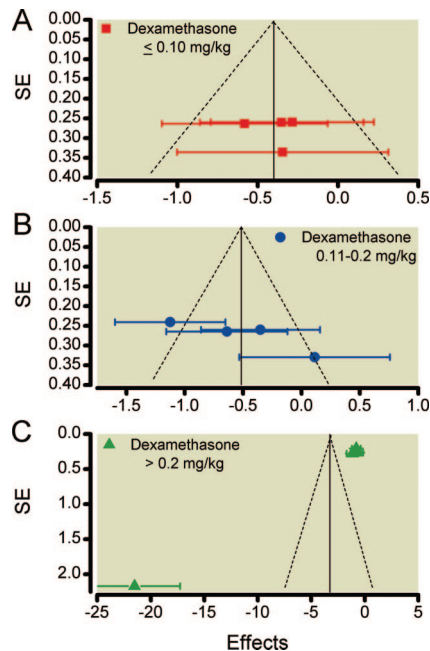 A
SE
0.00
0.05
0.10
0.15
0.20
0.25
0.30
0.35
0.40
Dexamethasone
≤ 0.10 mg/kg
-1.5 -1.0 -0.5 0.0 0.5
B
SE
0.00
0.05
0.10
0.15
0.20
0.25
0.30
0.35
0.40
Dexamethasone
0.11-0.2 mg/kg
-1.5 -1.0 -0.5 0.0 0.5 1.0
C
SE
0.0
0.5
1.0
1.5
2.0
Dexamethasone
> 0.2 mg/kg
-25 -20 -15 -10 -5 0 5
Effects